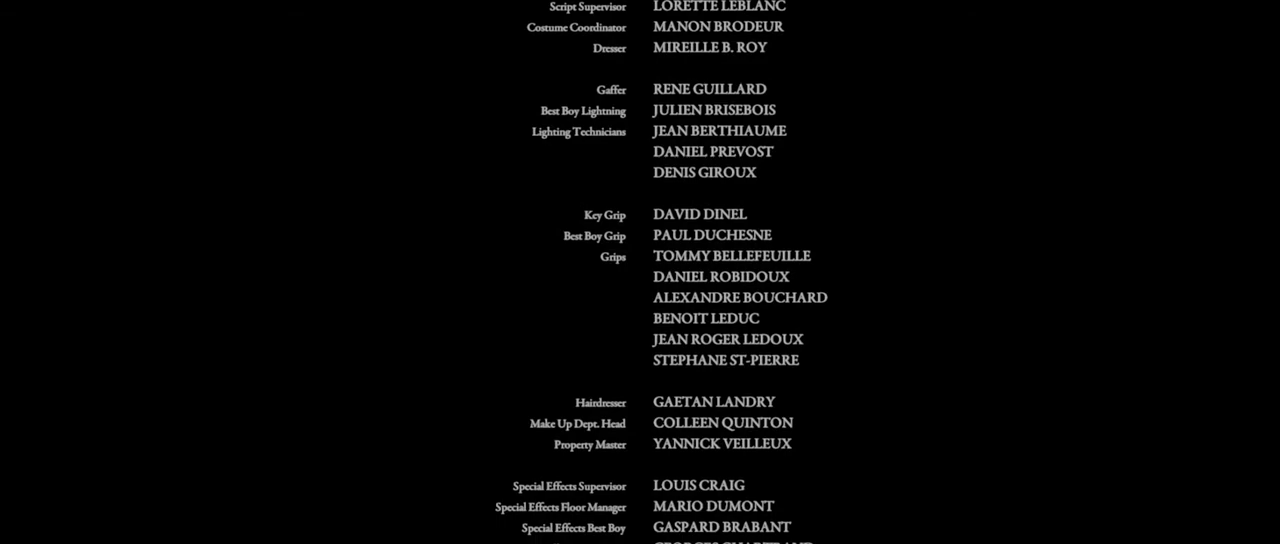 Script Supervisor LORETTE LEBLANC
Costume Coordinator MANON BRODEUR
Dresser MIREILLE B. ROY
Gaffer RENE GUILLARD
Best Boy Lightning JULIEN BRISEBOIS
Lighting Technicians JEAN BERTHIAUME
DANIEL PREVOST
DENIS GIROUX
Key Grip DAVID DINEL
Best Boy Grip PAUL DUCHESNE
Grips TOMMY BELLEFEUILLE
DANIEL ROBIDOUX
ALEXANDRE BOUCHARD
BENOIT LEDUC
JEAN ROGER LEDOUX
STEPHANE ST-PIERRE
Hairdresser GAETAN LANDRY
Make Up Dept. Head COLLEEN QUINTON
Property Master YANNICK VEILLEUX
Special Effects Supervisor LOUIS CRAIG
Special Effects Floor Manager MARIO DUMONT
Special Effects Best Boy GASPARD BRABANT